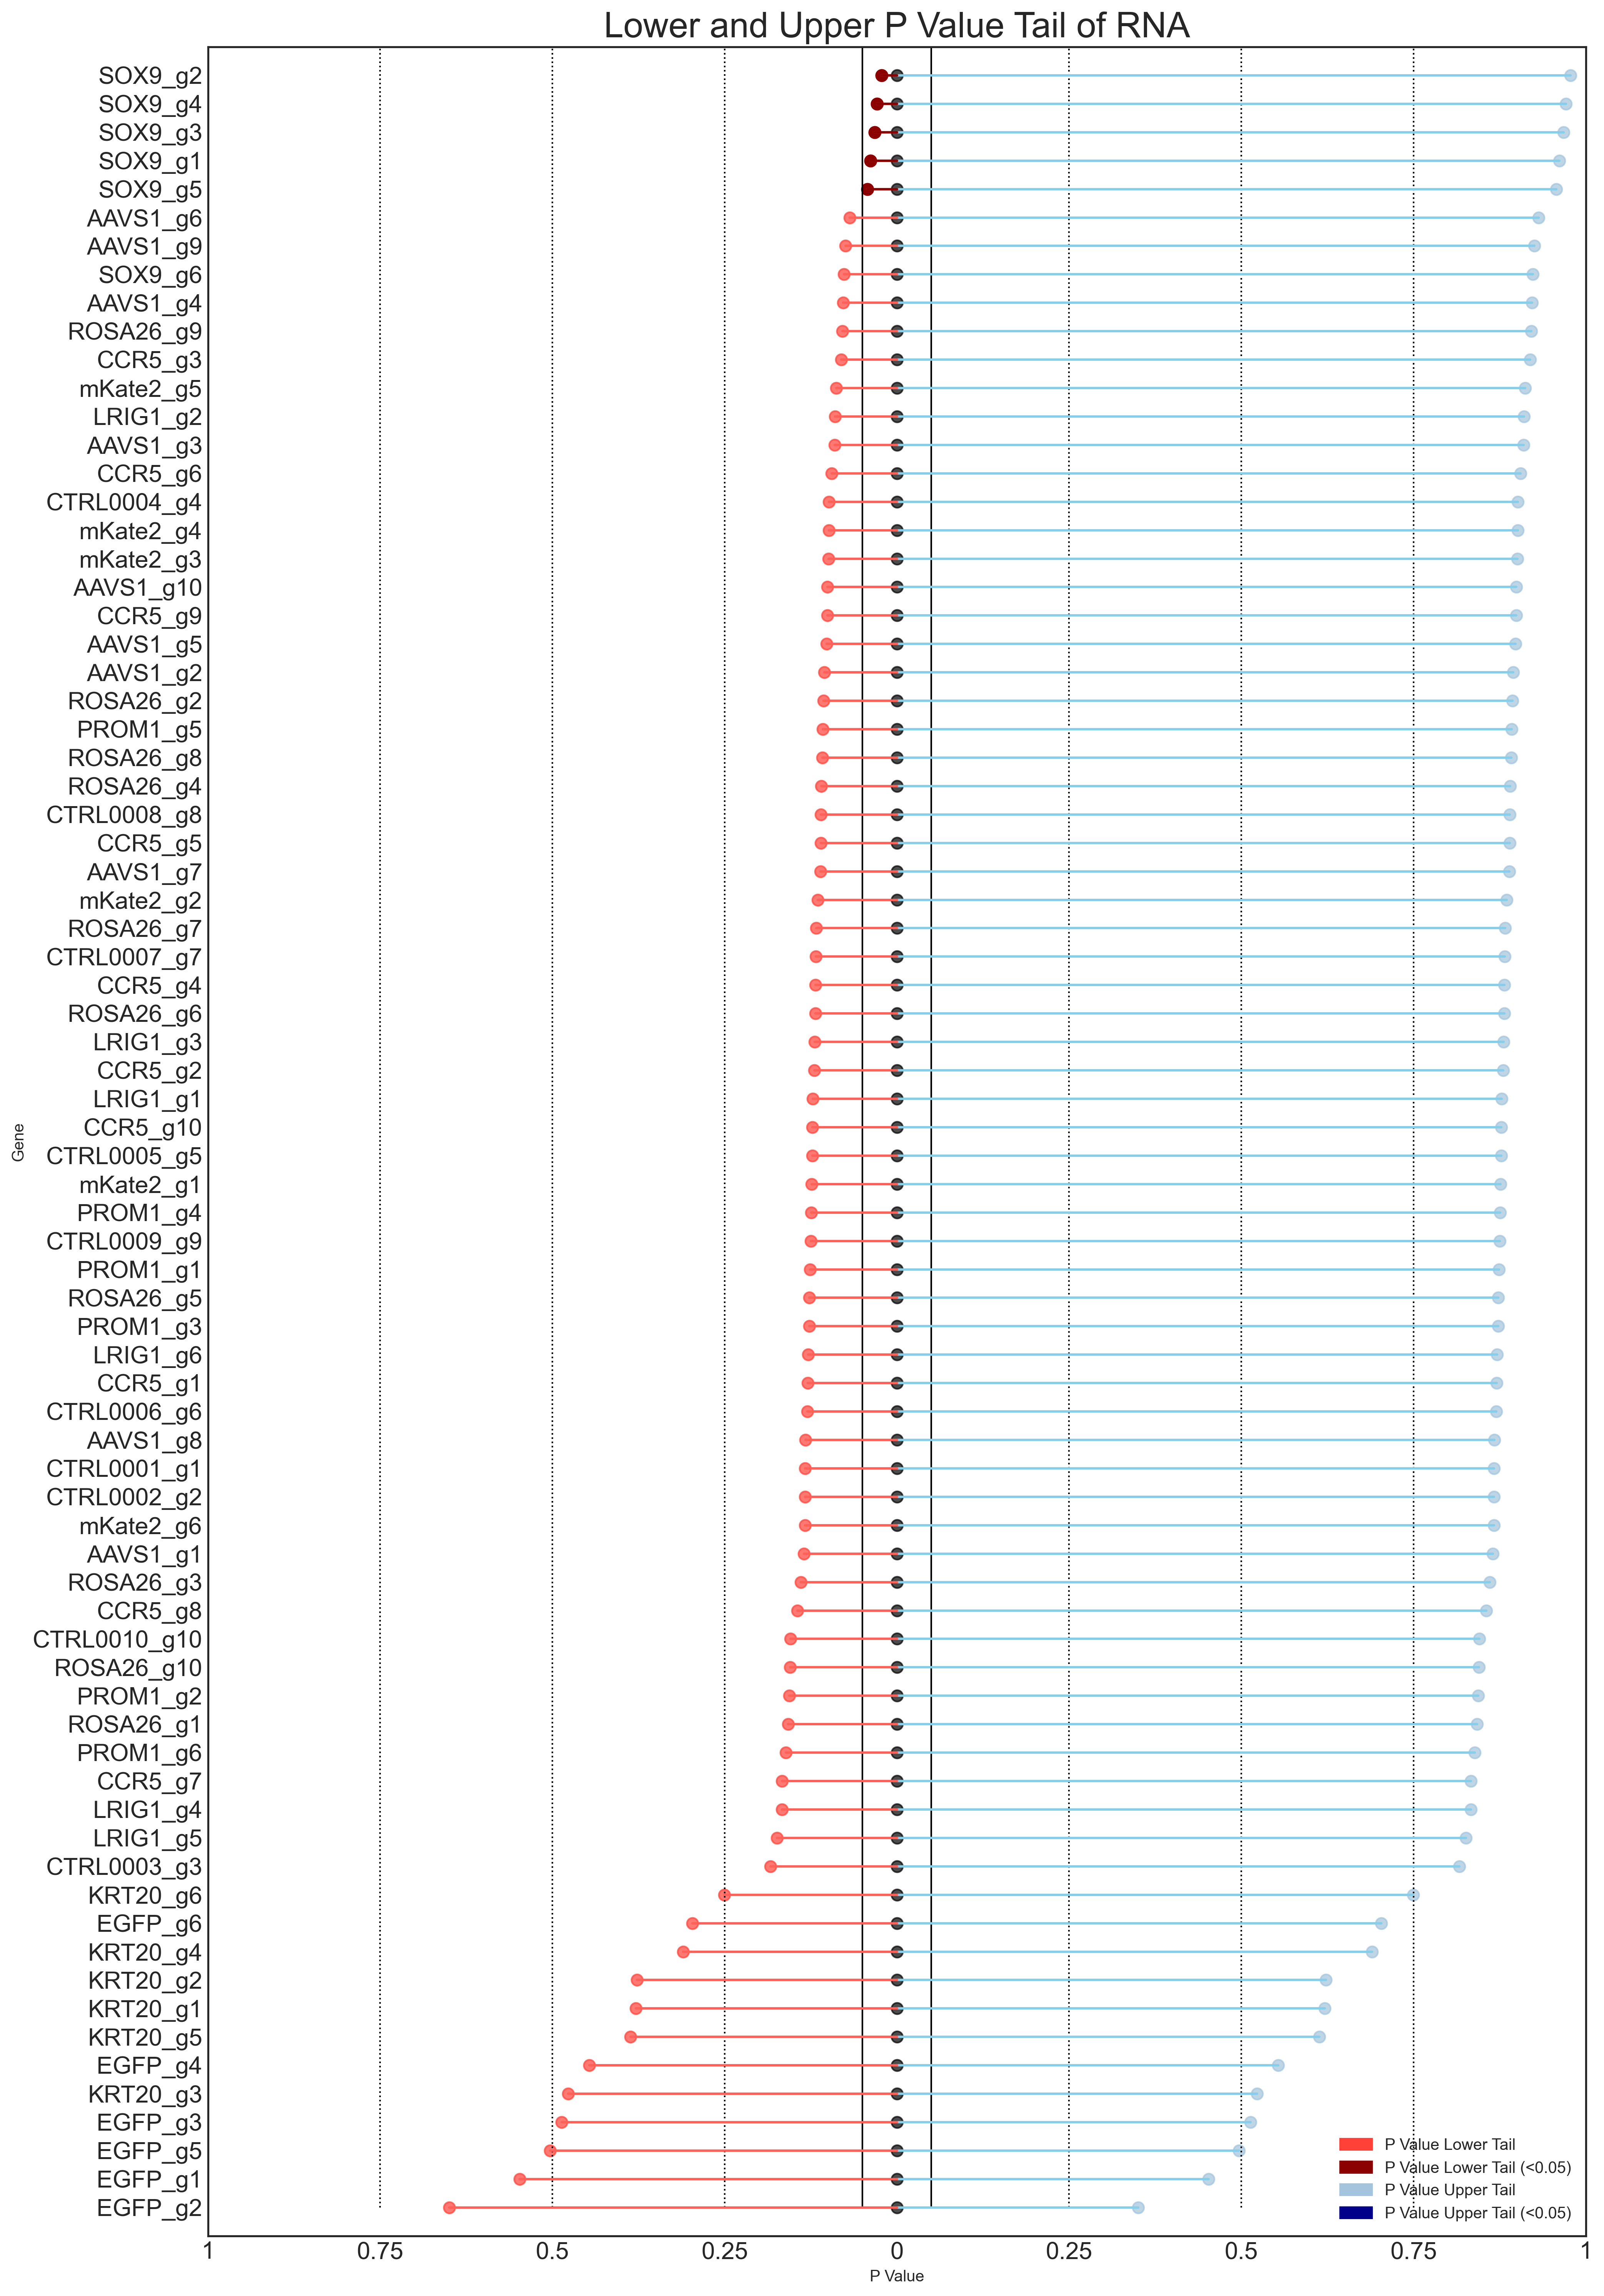 Lower and Upper P Value Tail of RNA
SOX9_g2
SOX9_g4
SOX9_g3
SOX9_g1
SOX9_g5
AAVS1_g6
AAVS1_g9
SOX9_g6
AAVS1_g4
ROSA26_g9
CCR5_g3
mKate2_g5
LRIG1_g2
AAVS1_g3
CCR5_g6
CTRL0004_g4
mKate2_g4
mKate2_g3
AAVS1_g10
CCR5_g9
AAVS1_g5
AAVS1_g2
ROSA26_g2
PROM1_g5
ROSA26_g8
ROSA26_g4
CTRL0008_g8
CCR5_g5
AAVS1_g7
mKate2_g2
ROSA26_g7
CTRL0007_g7
CCR5_g4
ROSA26_g6
LRIG1_g3
CCR5_g2
LRIG1_g1
CCR5_g10
CTRL0005_g5
mKate2_g1
PROM1_g4
CTRL0009_g9
PROM1_g1
ROSA26_g5
PROM1_g3
LRIG1_g6
CCR5_g1
CTRL0006_g6
AAVS1_g8
CTRL0001_g1
CTRL0002_g2
mKate2_g6
AAVS1_g1
ROSA26_g3
CCR5_g8
CTRL0010_g10
ROSA26_g10
PROM1_g2
ROSA26_g1
PROM1_g6
CCR5_g7
LRIG1_g4
LRIG1_g5
CTRL0003_g3
KRT20_g6
EGFP_g6
KRT20_g4
KRT20_g2
KRT20_g1
KRT20_g5
EGFP_g4
KRT20_g3
EGFP_g3
EGFP_g5
EGFP_g1
EGFP_g2
Gene
P Value Lower Tail
P Value Lower Tail (<0.05)
P Value Upper Tail
P Value Upper Tail (<0.05)
1 0.75 0.5 0.25 0 0.25 0.5 0.75 1
P Value